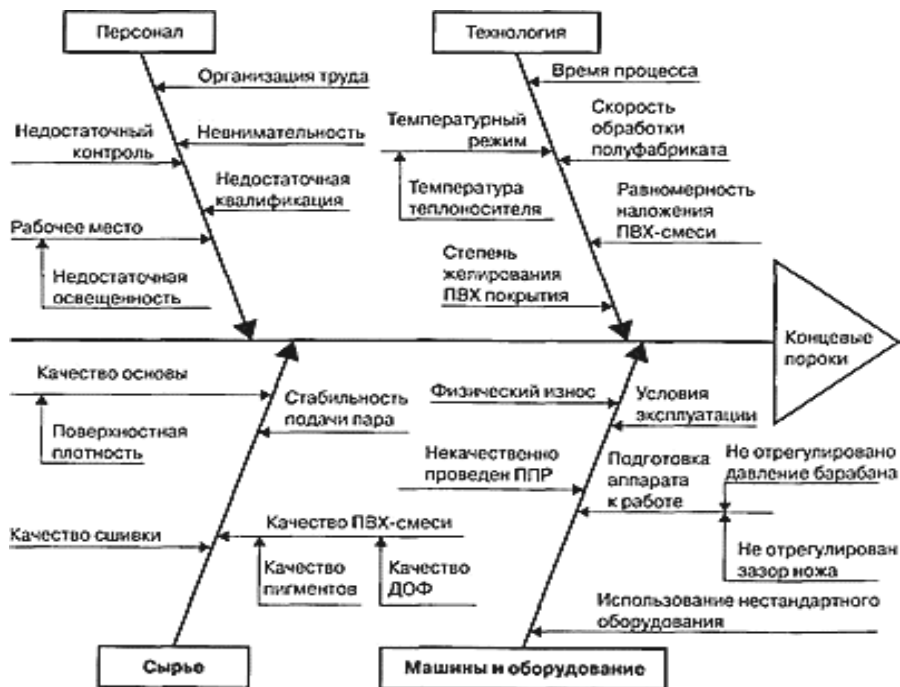 Персонал
Технология
Организация труда
Время процесса
Недостаточный
контроль
Невнимательность
Температурный
режим
Скорость
обработки
полуфабриката
Недостаточная
квалификация
Температура
теплоносителя
Равномерность
наложения
ПВХ-смеси
Рабочее место
Недостаточная
освещенность
Степень
желирования
ПВХ покрытия
Концевые
пороки
Качество основы
Стабильность
подачи пара
Физический износ
Условия
эксплуатации
Поверхностная
плотность
Некачественно
проведен ППР
Подготовка
аппарата
к работе
Не отрегулировано
давление барабана
Качество сшивки
Качество ПВХ-смеси
Качество
пигментов
Качество
ДОФ
Не отрегулирован
зазор ножа
Использование нестандартного
оборудования
Сырье
Машины и оборудование